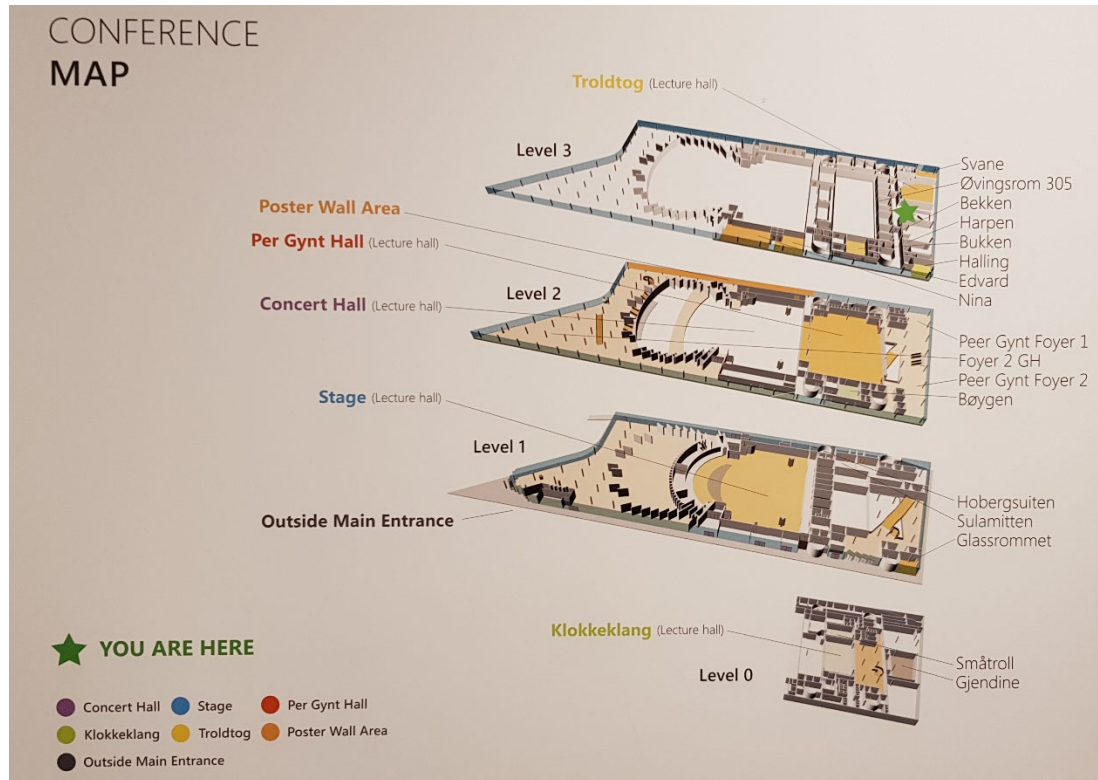 CONFERENCE
MAP
Troldtog (Lecture hall)
Level 3
Svane
Øvingsrom 305
Bekken
Harpen
Bukken
Halling
Edvard
Nina
Poster Wall Area
Per Gynt Hall (Lecture hall)
Concert Hall (Lecture hall)
Level 2
Peer Gynt Foyer 1
Foyer 2 GH
Peer Gynt Foyer 2
Bøygen
Stage (Lecture hall)
Level 1
Outside Main Entrance
Hobergsuiten
Sulamitten
Glassrommet
Klokkeklang (Lecture hall)
Level 0
Småtroll
Gjendine
YOU ARE HERE
Concert Hall Stage Per Gynt Hall
Klokkeklang Troldtog Poster Wall Area
Outside Main Entrance